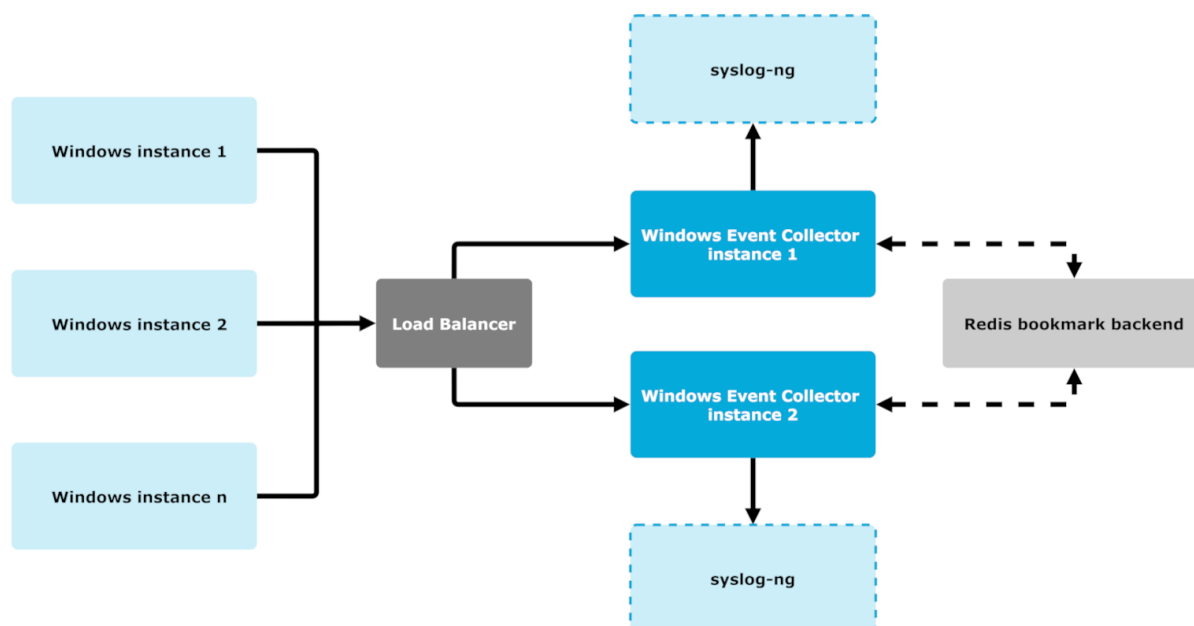 syslog-ng
Windows instance 1
Windows Event Collector
instance 1
Windows instance 2
Load Balancer
Redis bookmark backend
Windows Event Collector
instance 2
Windows instance n
syslog-ng